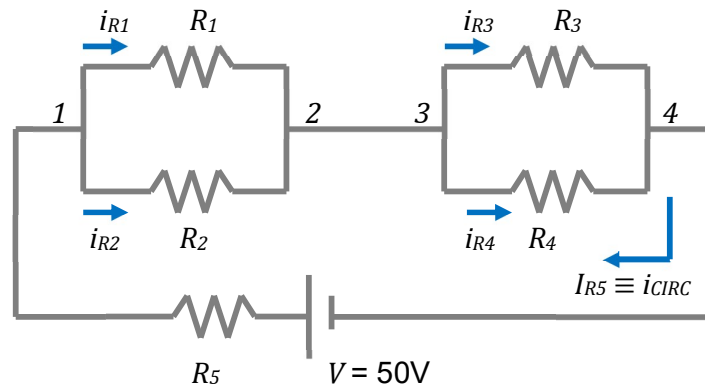 iR1 R1 iR3 R3
1 2 3 4
iR2 R2 iR4 R4
IR5 ≡ iCIRC
R5 V = 50V